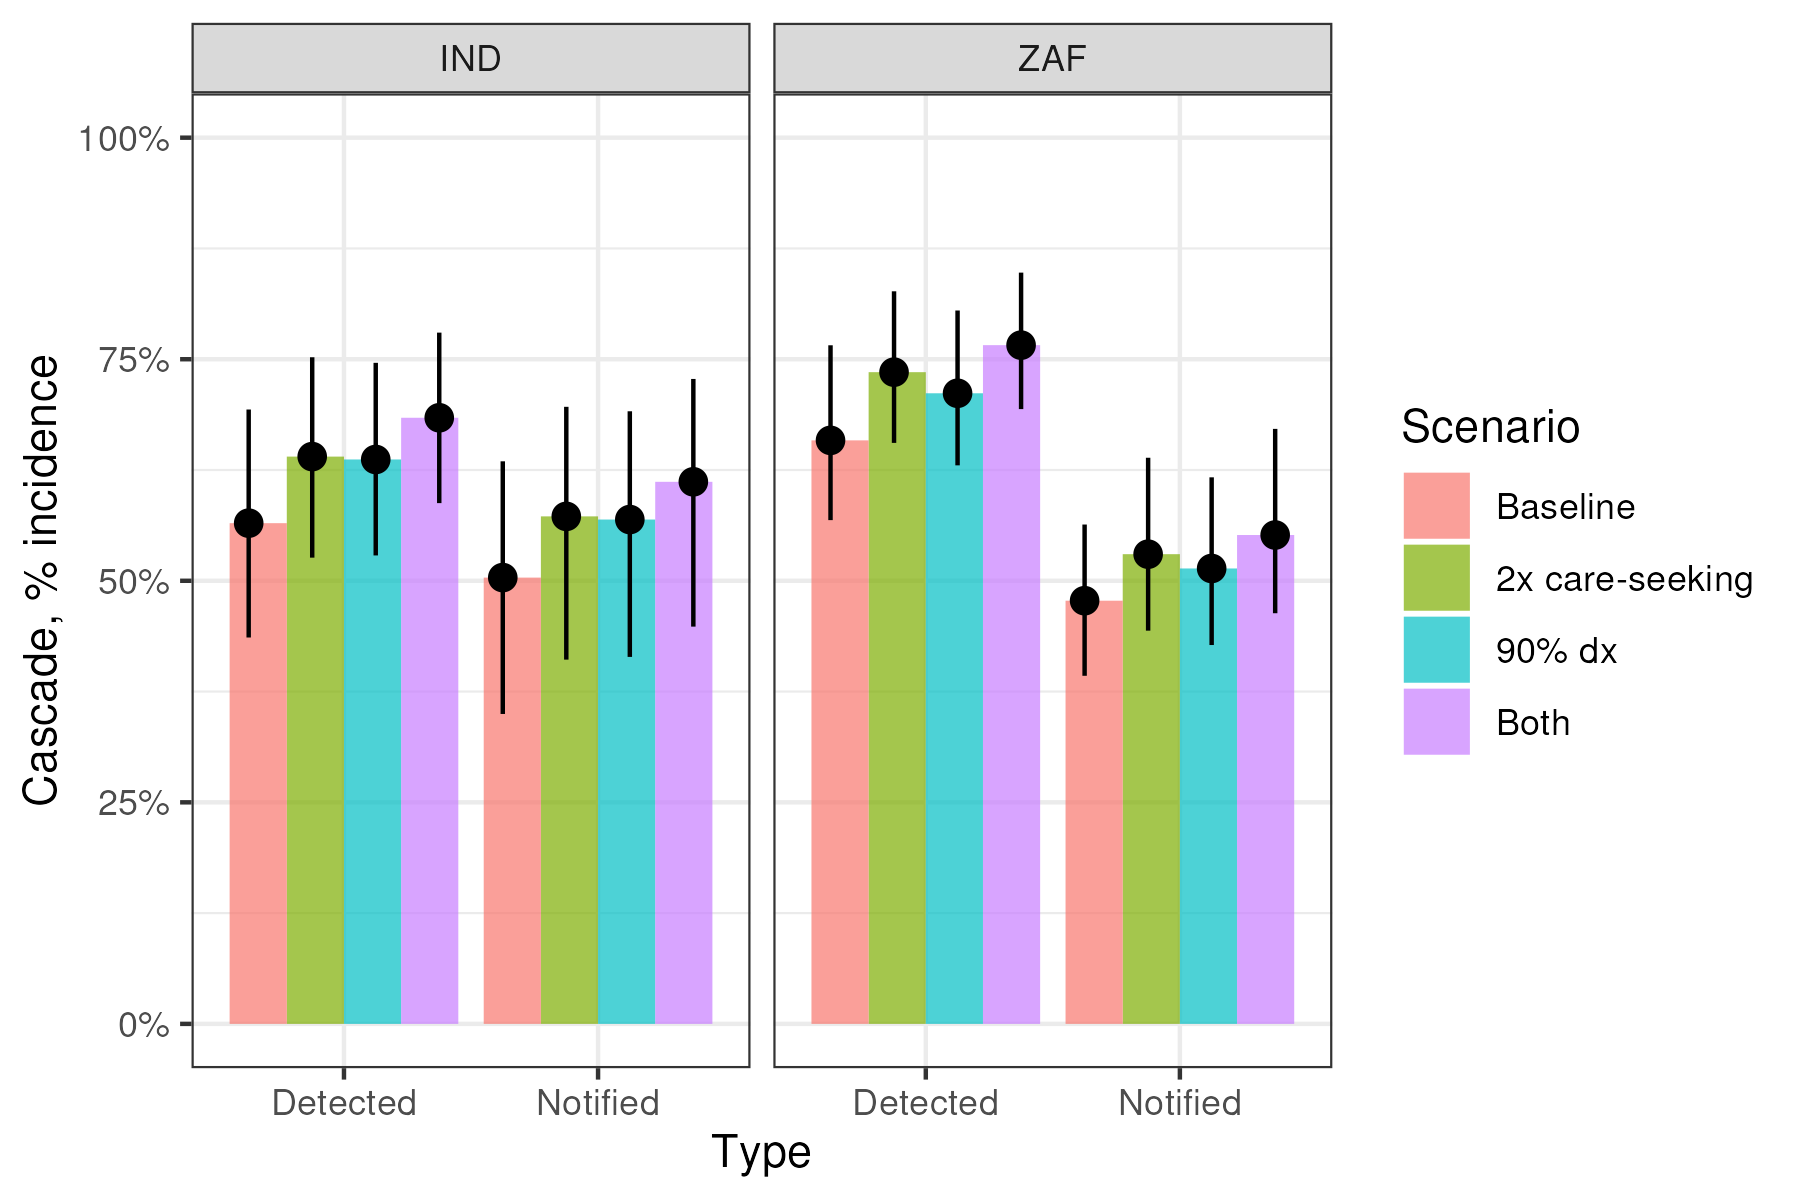 IND
ZAF
100%
75%
50%
25%
0%
Cascade, % incidence
Detected
Notified
Detected
Notified
Type
Scenario
Baseline
2x care-seeking
90% dx
Both